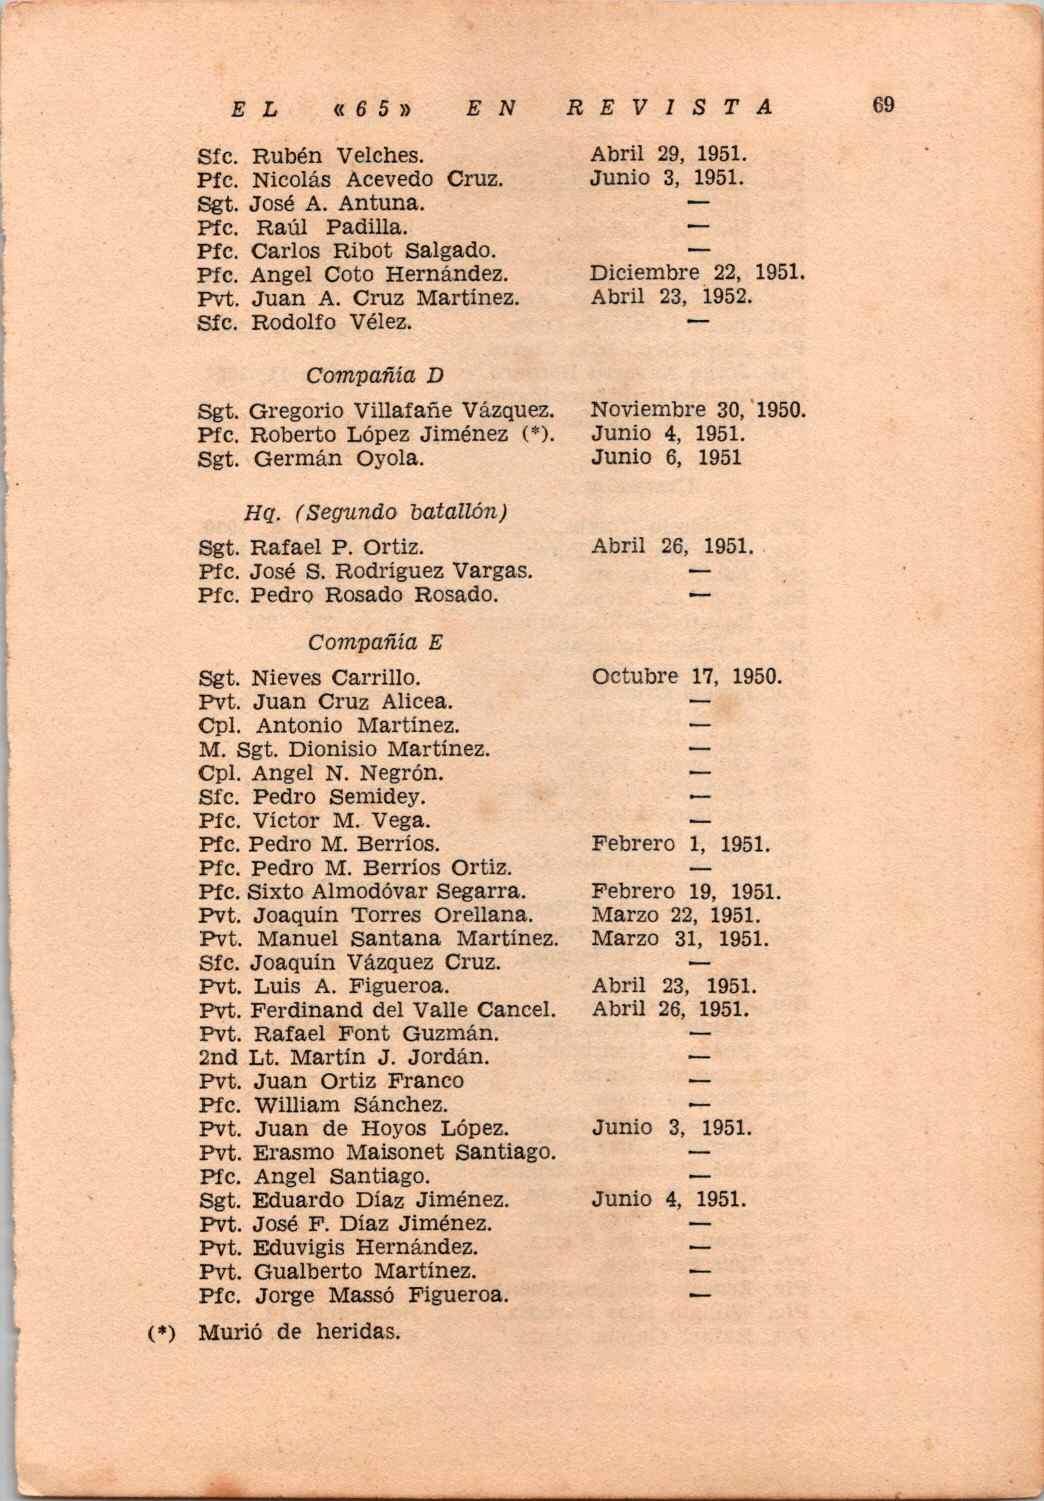 EL «65» EN REVISTA 69
Sfc. Rubén Velches. Abril 29, 1951.
Pfc. Nicolás Acevedo Cruz. Junio 3, 1951.
Sgt. José A. Antuna. —
Pfc. Raúl Padilla. —
Pfc. Carlos Ribot Salgado. —
Pfc. Angel Coto Hernández. Diciembre 22, 1951.
Pvt. Juan A. Cruz Martínez. Abril 23, 1952.
Sfc. Rodolfo Vélez. —
Compañía D
Sgt. Gregorio Villafañe Vázquez. Noviembre 30, 1950.
Pfc. Roberto López Jiménez (*). Junio 4, 1951.
Sgt. Germán Oyola. Junio 6, 1951
Hq. (Segundo batallón)
Sgt. Rafael P. Ortiz. Abril 26, 1951.
Pfc. José S. Rodríguez Vargas. —
Pfc. Pedro Rosado Rosado. —
Compañía E
Sgt. Nieves Carrillo. Octubre 17, 1950.
Pvt. Juan Cruz Alicea. —
Cpl. Antonio Martínez. —
M. Sgt. Dionisio Martínez. —
Cpl. Angel N. Negrón. —
Sfc. Pedro Semidey. —
Pfc. Víctor M. Vega. —
Pfc. Pedro M. Berríos. Febrero 1, 1951.
Pfc. Pedro M. Berríos Ortiz. —
Pfc. Sixto Almodóvar Segarra. Febrero 19, 1951.
Pvt. Joaquín Torres Orellana. Marzo 22, 1951.
Pvt. Manuel Santana Martínez. Marzo 31, 1951.
Sfc. Joaquín Vázquez Cruz. —
Pvt. Luis A. Figueroa. Abril 23, 1951.
Pvt. Ferdinand del Valle Cancel. Abril 26, 1951.
Pvt. Rafael Font Guzmán. —
2nd Lt. Martín J. Jordán. —
Pvt. Juan Ortiz Franco —
Pfc. William Sánchez. —
Pvt. Juan de Hoyos López. Junio 3, 1951.
Pvt. Erasmo Maisonet Santiago. —
Pfc. Angel Santiago. —
Sgt. Eduardo Díaz Jiménez. Junio 4, 1951.
Pvt. José F. Díaz Jiménez. —
Pvt. Eduvigis Hernández. —
Pvt. Gualberto Martínez. —
Pfc. Jorge Massó Figueroa. —
(*) Murió de heridas.